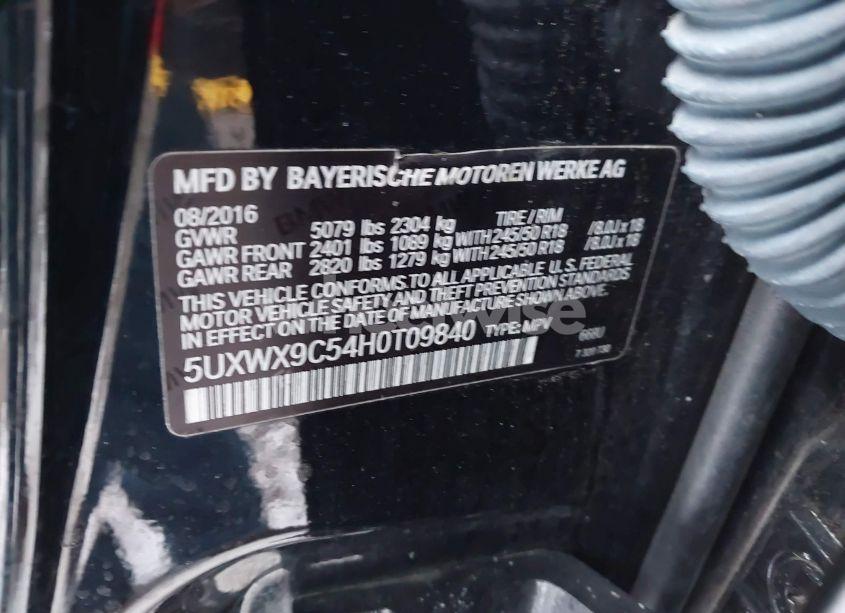 MFD BY BAYERISCHE MOTOREN WERKE AG
08/2016 TIRE / RIM
GVWR 5079 lbs 2304 kg
GAWR FRONT 2401 lbs 1089 kg WITH 245/50 R18 /8.0J x 18
GAWR REAR 2820 lbs 1279 kg WITH 245/50 R18 /8.0J x 18
THIS VEHICLE CONFORMS TO ALL APPLICABLE U.S. FEDERAL
MOTOR VEHICLE SAFETY AND THEFT PREVENTION STANDARDS
IN EFFECT ON THE DATE OF MANUFACTURE SHOWN ABOVE.
5UXWX9C54H0T09840 TYPE: MPV 668U